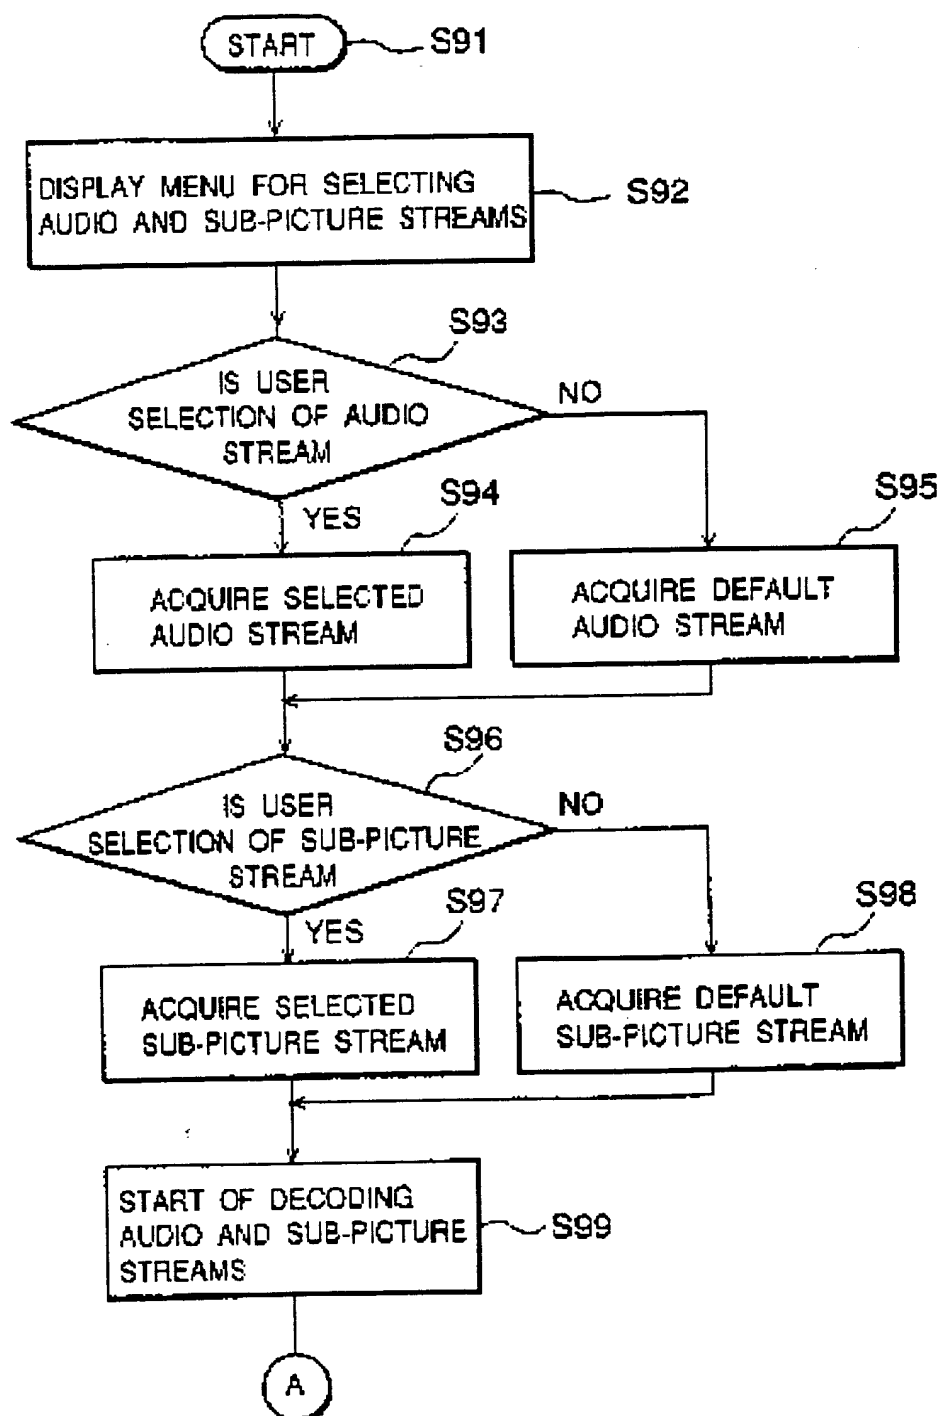 START
S91
DISPLAY MENU FOR SELECTING
AUDIO AND SUB-PICTURE STREAMS
S92
S93
IS USER
SELECTION OF AUDIO
STREAM
NO
YES
S94
S95
ACQUIRE SELECTED
AUDIO STREAM
ACQUIRE DEFAULT
AUDIO STREAM
S96
IS USER
SELECTION OF SUB-PICTURE
STREAM
NO
YES
S97
S98
ACQUIRE SELECTED
SUB-PICTURE STREAM
ACQUIRE DEFAULT
SUB-PICTURE STREAM
START OF DECODING
AUDIO AND SUB-PICTURE
STREAMS
S99
A